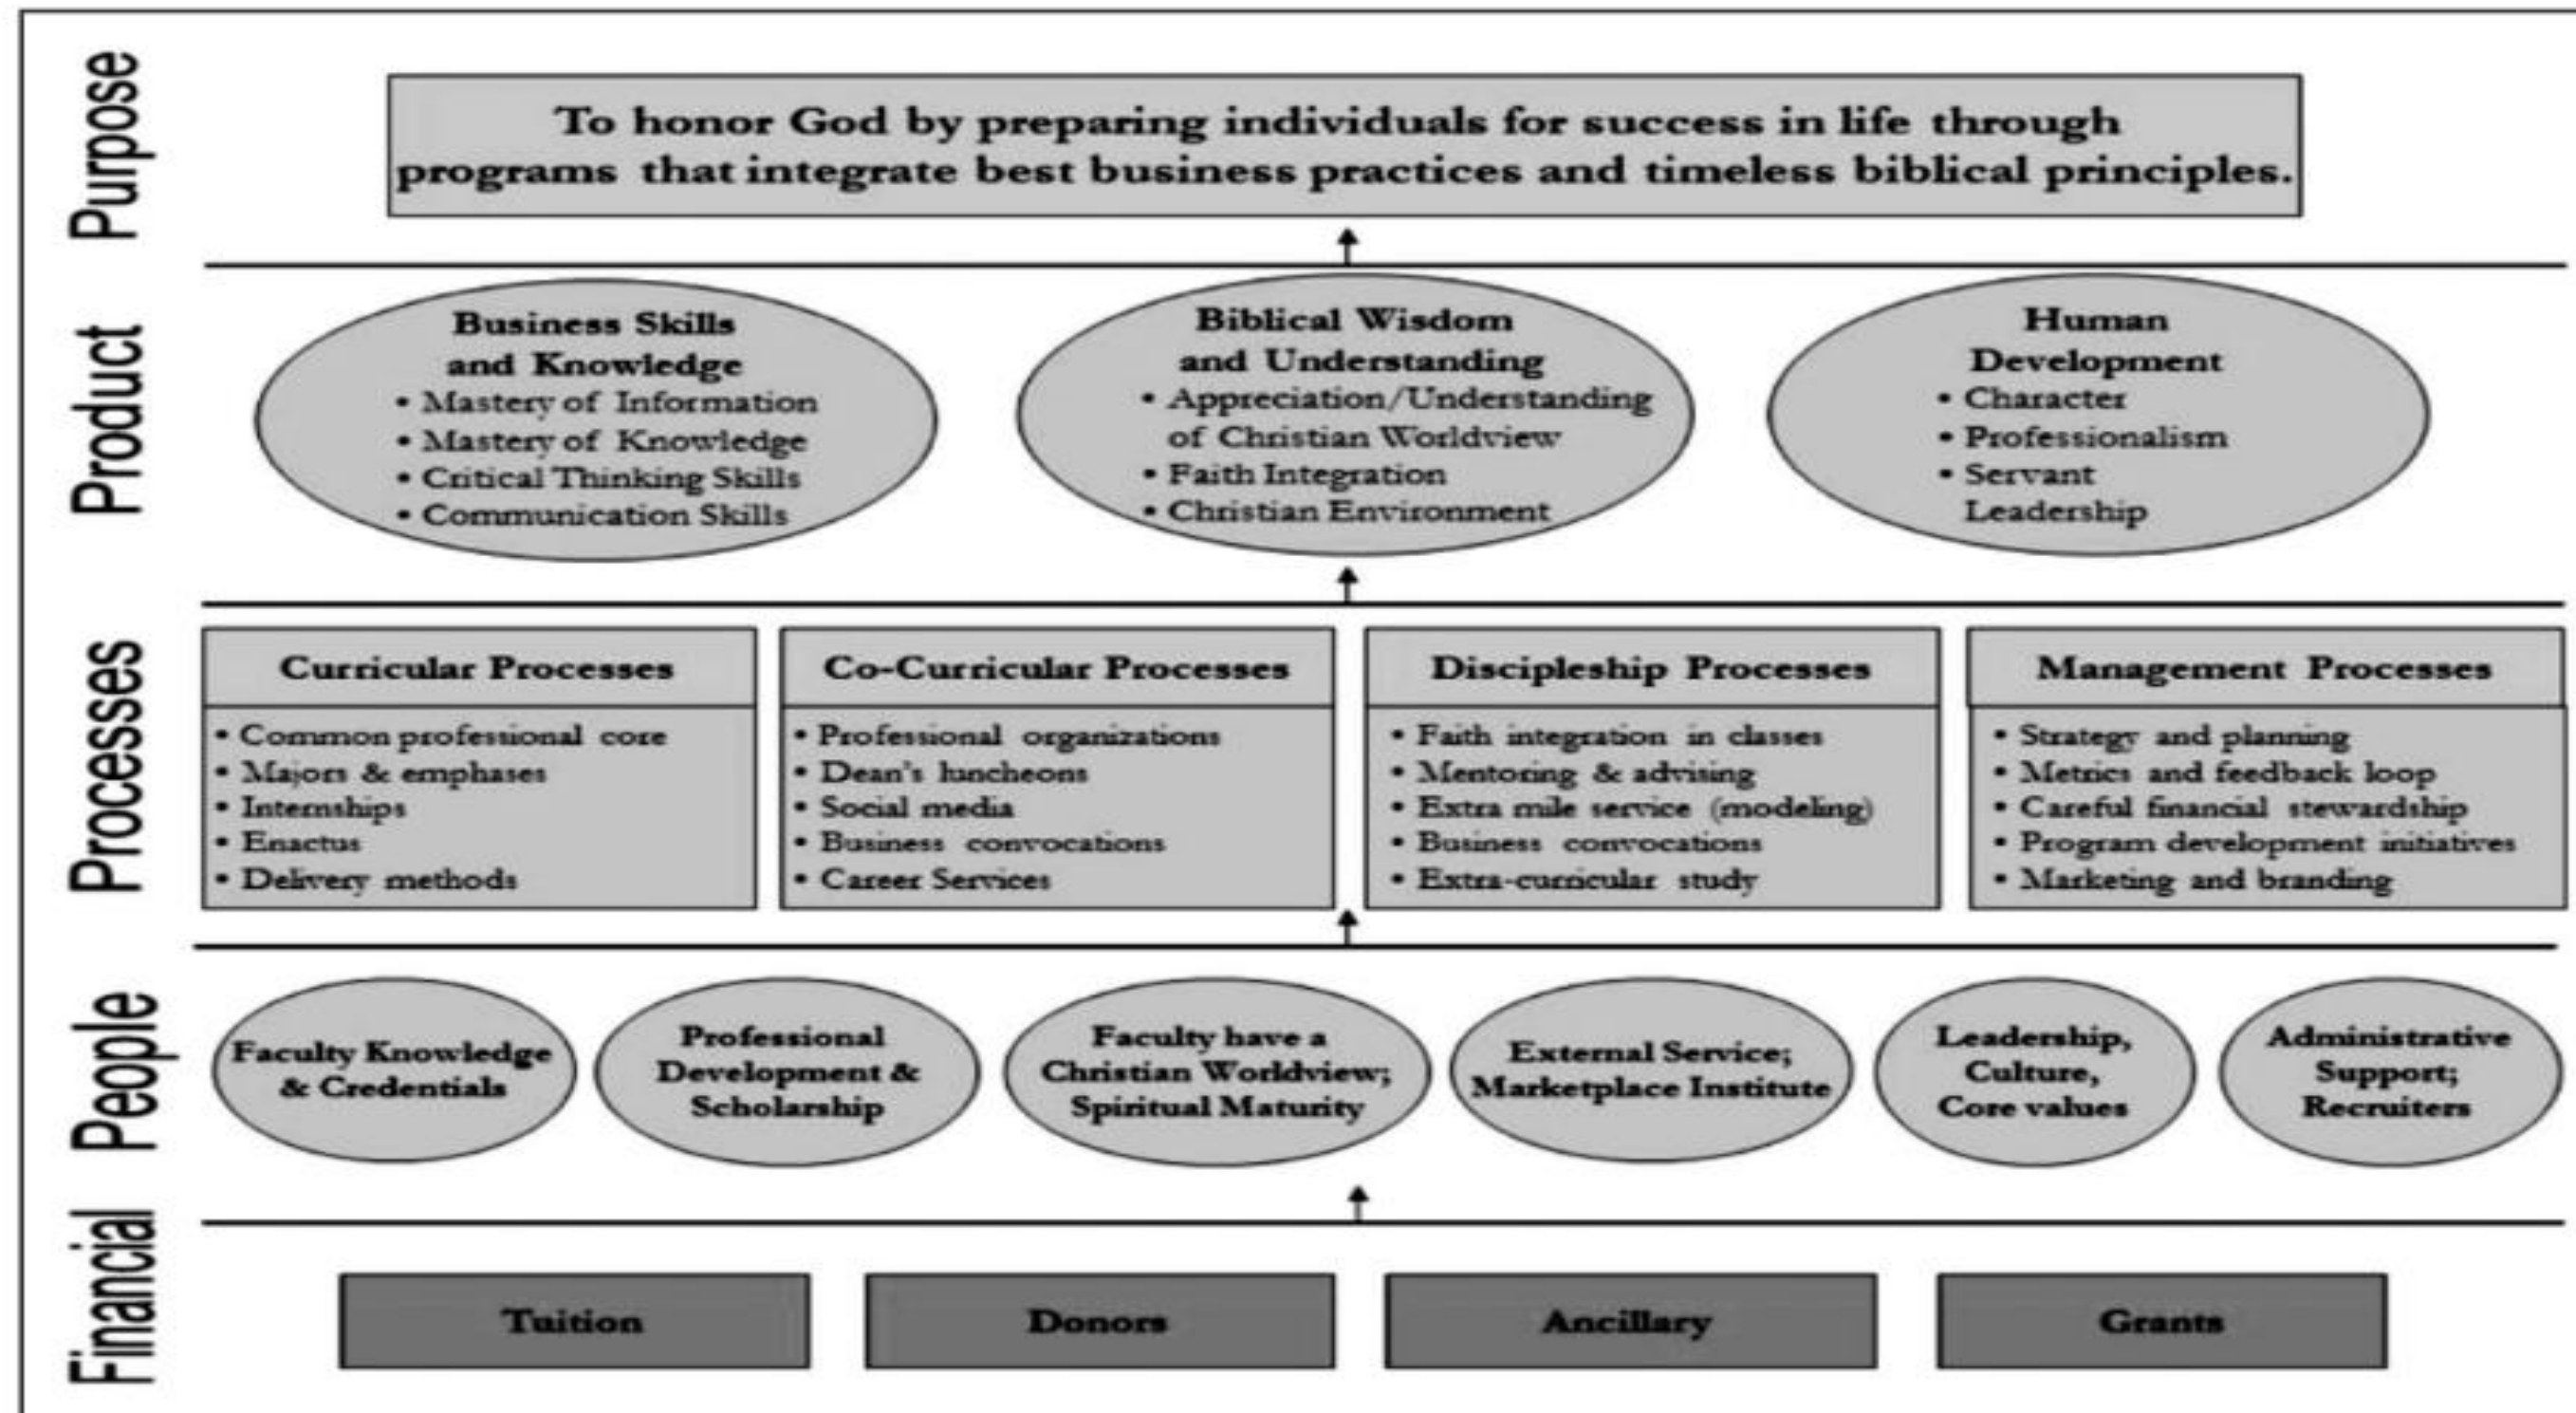 Purpose
To honor God by preparing individuals for success in life through
programs that integrate best business practices and timeless biblical principles.
Product
Business Skills
and Knowledge
• Mastery of Information
• Mastery of Knowledge
• Critical Thinking Skills
• Communication Skills
Biblical Wisdom
and Understanding
• Appreciation/Understanding
of Christian Worldview
• Faith Integration
• Christian Environment
Human
Development
• Character
• Professionalism
• Servant
Leadership
Processes
Curricular Processes
• Common professional core
• Majors & emphases
• Internships
• Enactus
• Delivery methods
Co-Curricular Processes
• Professional organizations
• Dean's luncheons
• Social media
• Business convocations
• Career Services
Discipleship Processes
• Faith integration in classes
• Mentoring & advising
• Extra mile service (modeling)
• Business convocations
• Extra-curricular study
Management Processes
• Strategy and planning
• Metrics and feedback loop
• Careful financial stewardship
• Program development initiatives
• Marketing and branding
People
Faculty Knowledge
& Credentials
Professional
Development &
Scholarship
Faculty have a
Christian Worldview;
Spiritual Maturity
External Service;
Marketplace Institute
Leadership,
Culture,
Core values
Administrative
Support;
Recruiters
Financial
Tuition
Donors
Ancillary
Grants